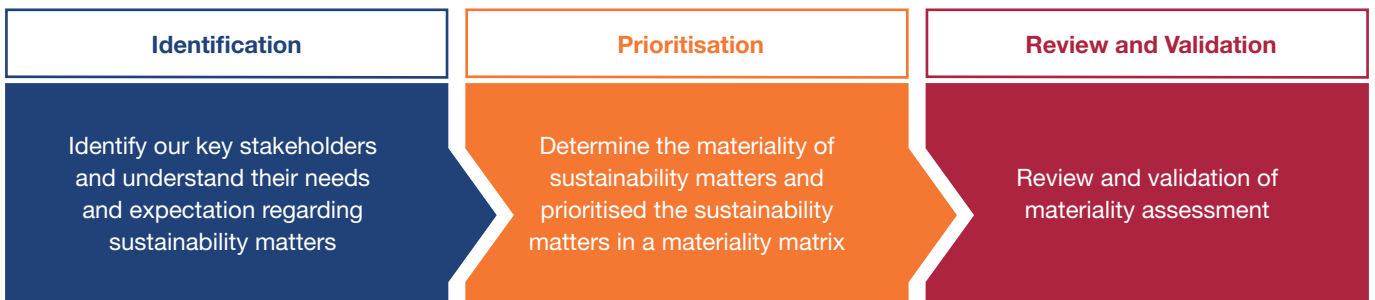 Identification
Identify our key stakeholders
and understand their needs
and expectation regarding
sustainability matters
Prioritisation
Determine the materiality of
sustainability matters and
prioritised the sustainability
matters in a materiality matrix
Review and Validation
Review and validation of
materiality assessment